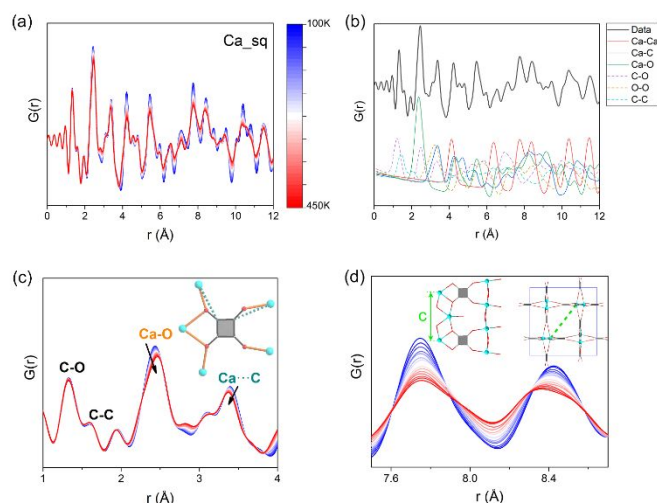 (a)
Ca_sq
100K
450K
G(r)
0 2 4 6 8 10 12
r (Å)
(b)
Data
Ca-Ca
Ca-C
Ca-O
C-O
O-O
C-C
G(r)
0 2 4 6 8 10 12
r (Å)
(c)
Ca-O
C-O
C-C
Ca···C
G(r)
1 2 3 4
r (Å)
(d)
C
G(r)
7.6 8.0 8.4
r (Å)